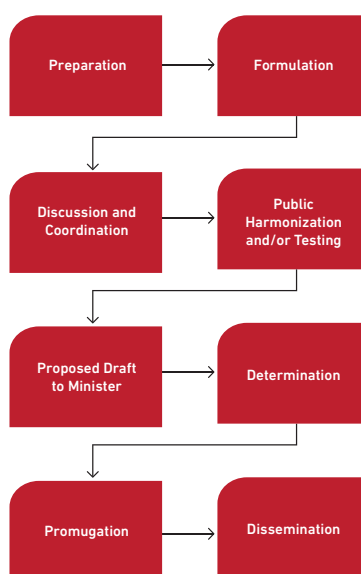 Preparation
Formulation
Discussion and
Coordination
Public
Harmonization
and/or Testing
Proposed Draft
to Minister
Determination
Promugation
Dissemination